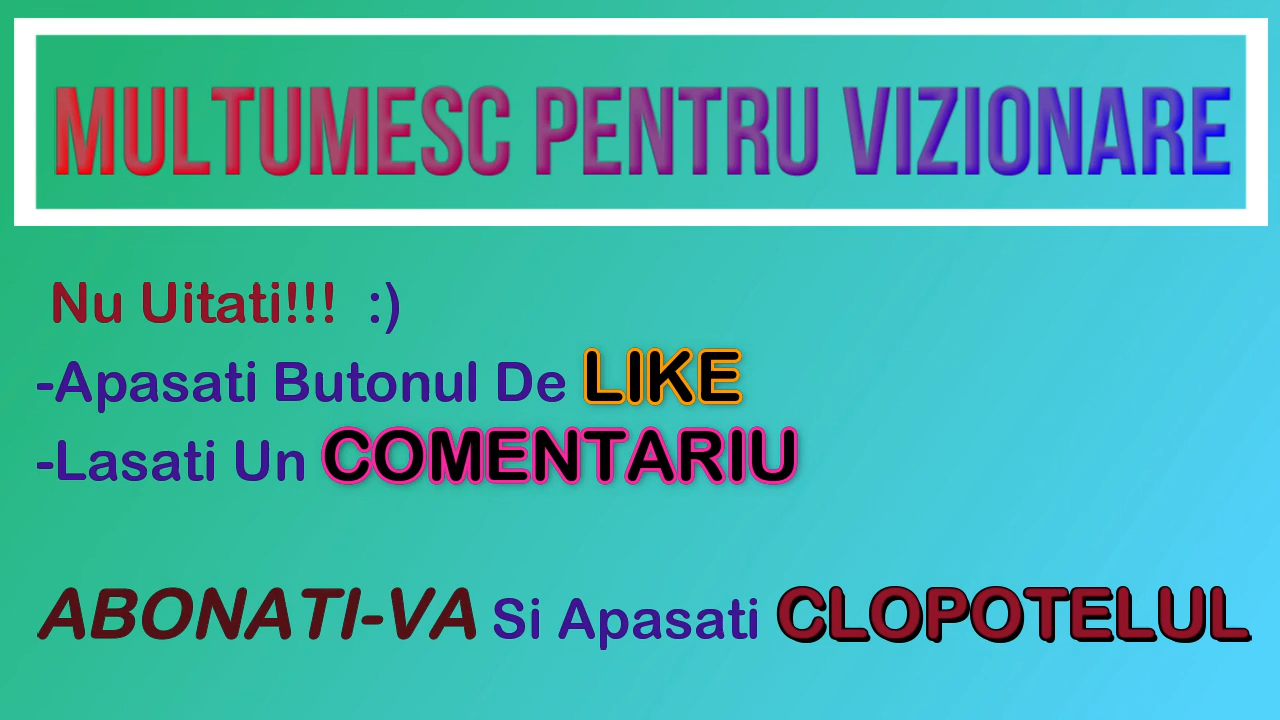 MULTUMESC PENTRU VIZIONARE
Nu Uitati!!! :)
-Apasati Butonul De LIKE
-Lasati Un COMENTARIU
ABONATI-VA Si Apasati CLOPOTELUL